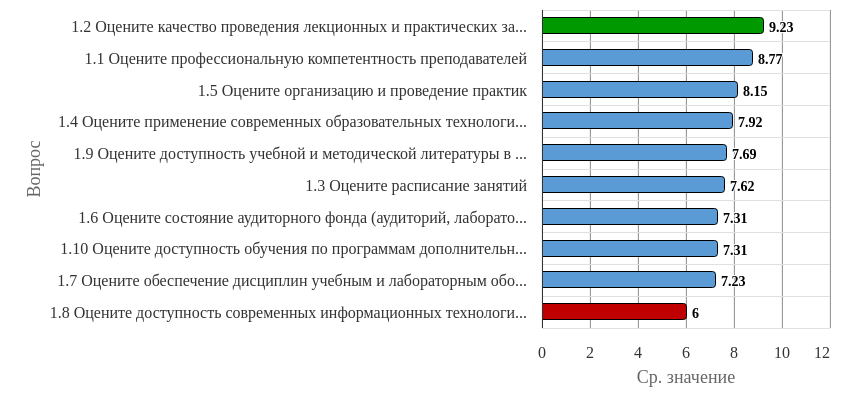 1.2 Оцените качество проведения лекционных и практических за... 9.23
1.1 Оцените профессиональную компетентность преподавателей 8.77
1.5 Оцените организацию и проведение практик 8.15
1.4 Оцените применение современных образовательных технологи... 7.92
1.9 Оцените доступность учебной и методической литературы в ... 7.69
1.3 Оцените расписание занятий 7.62
1.6 Оцените состояние аудиторного фонда (аудиторий, лаборато... 7.31
1.10 Оцените доступность обучения по программам дополнительн... 7.31
1.7 Оцените обеспечение дисциплин учебным и лабораторным обо... 7.23
1.8 Оцените доступность современных информационных технологи... 6
Вопрос
0 2 4 6 8 10 12
Ср. значение